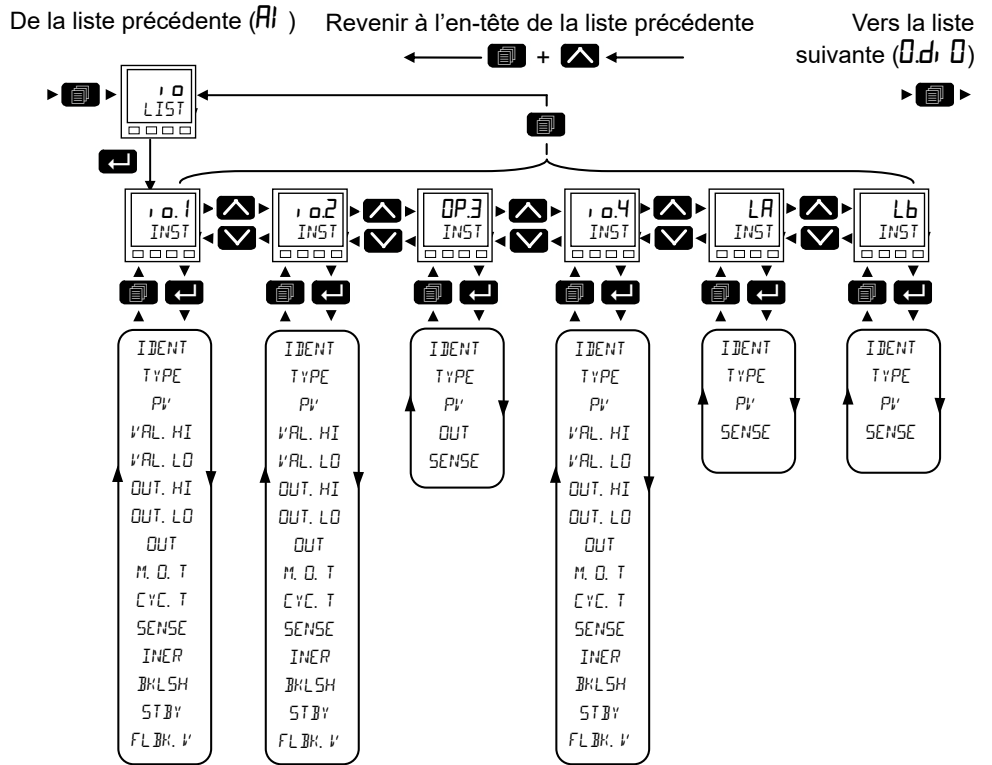 De la liste précédente (AI )
Revenir à l'en-tête de la liste précédente
Vers la liste
suivante (0.di 0)
+
io
LIST
io.1
INST
io.2
INST
OP.3
INST
io.4
INST
LA
INST
Lb
INST
IDENT
TYPE
PV
VAL. HI
VAL. LO
OUT. HI
OUT. LO
OUT
M. O. T
CYC. T
SENSE
INER
BKLSH
STBY
FLBK. V
IDENT
TYPE
PV
VAL. HI
VAL. LO
OUT. HI
OUT. LO
OUT
M. O. T
CYC. T
SENSE
INER
BKLSH
STBY
FLBK. V
IDENT
TYPE
PV
OUT
SENSE
IDENT
TYPE
PV
VAL. HI
VAL. LO
OUT. HI
OUT. LO
OUT
M. O. T
CYC. T
SENSE
INER
BKLSH
STBY
FLBK. V
IDENT
TYPE
PV
SENSE
IDENT
TYPE
PV
SENSE